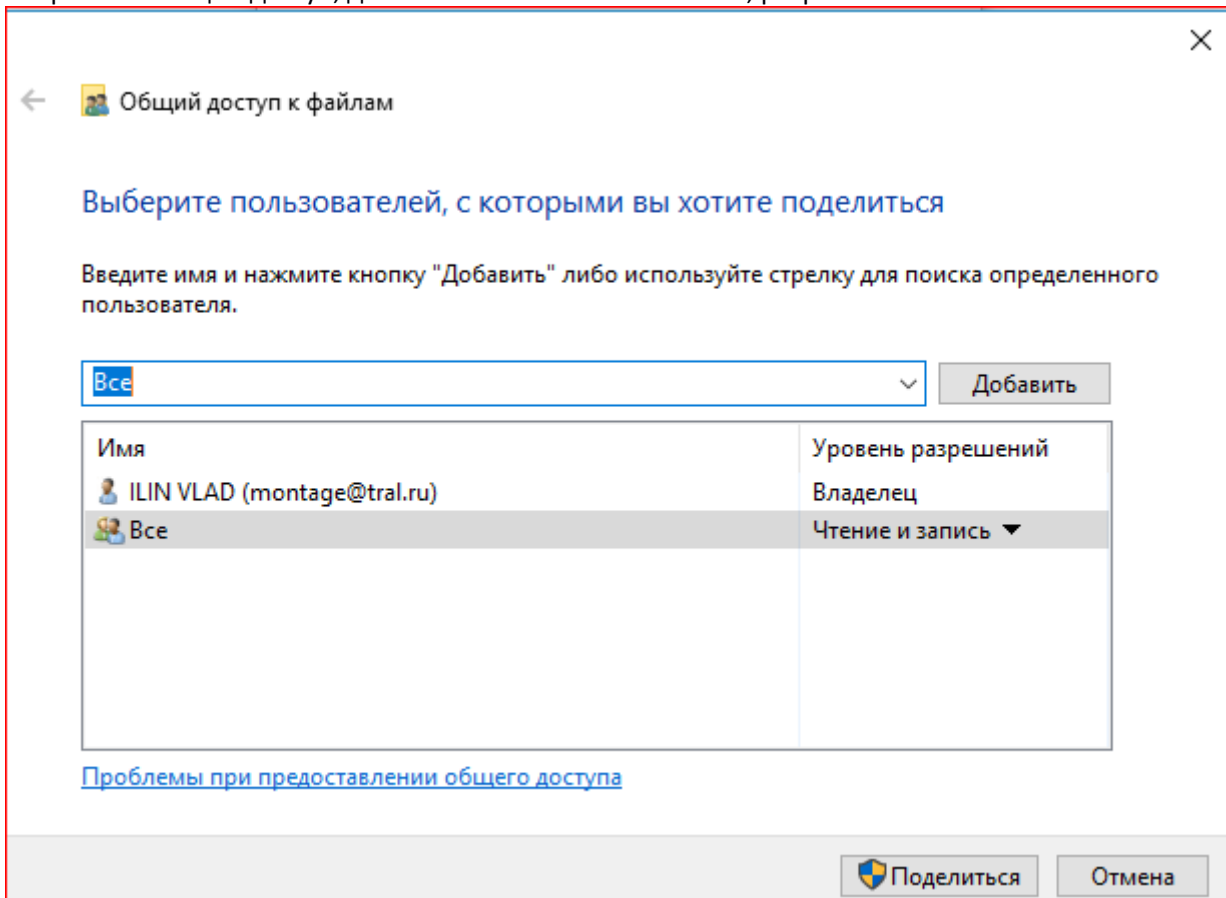 Общий доступ к файлам
Выберите пользователей, с которыми вы хотите поделиться
Введите имя и нажмите кнопку "Добавить" либо используйте стрелку для поиска определенного
пользователя.
Все
Добавить
Имя Уровень разрешений
ILIN VLAD (montage@tral.ru) Владелец
Все Чтение и запись
Проблемы при предоставлении общего доступа
Поделиться Отмена